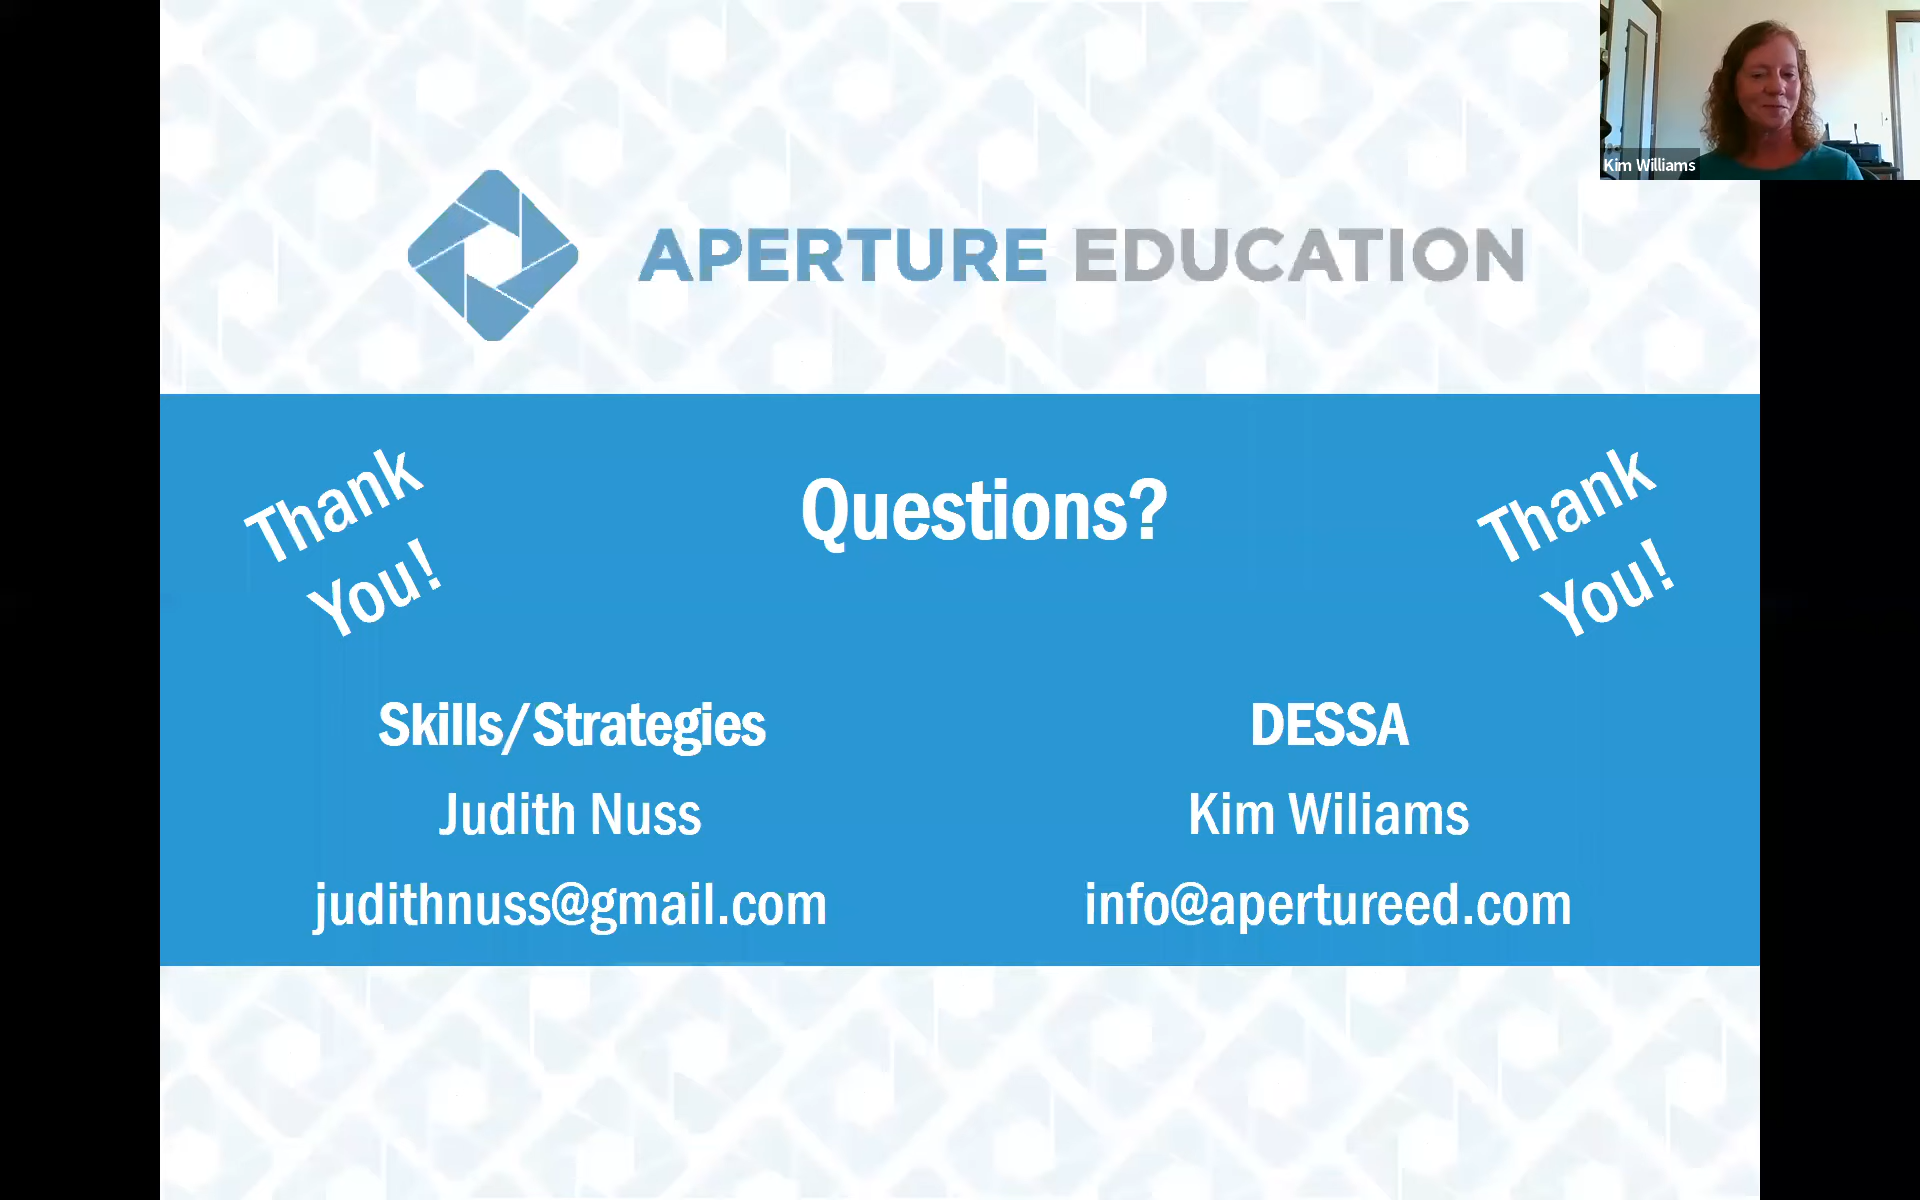 Kim Williams
APERTURE EDUCATION
Thank
You!
Questions?
Thank
You!
Skills/Strategies
Judith Nuss
judithnuss@gmail.com
DESSA
Kim Wiliams
info@apertureed.com